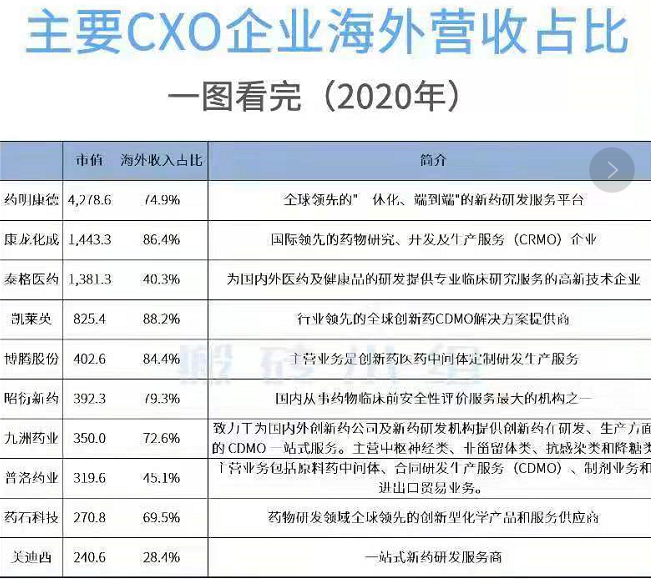 主要CXO企业海外营收占比
一图看完（2020年）
市值 海外收入占比 简介
药明康德 4,278.6 74.9% 全球领先的" 体化、端到端"的新药研发服务平台
康龙化成 1,443.3 86.4% 国际领先的药物研究、开发及生产服务（CRMO）企业
泰格医药 1,381.3 40.3% 为国内外医药及健康品的研发提供专业临床研究服务的高新技术企业
凯莱英 825.4 88.2% 行业领先的全球创新药CDMO解决方案提供商
博腾股份 402.6 84.4% 主营业务是创新药医药中间体定制研发生产服务
昭衍新药 392.3 79.3% 国内从事药物临床前安全性评价服务最大的机构之一
九洲药业 350.0 72.6% 致力于为国内外创新药公司及新药研发机构提供创新药在研发、生产方面
的 CDMO 一站式服务。主营中枢神经类、非甾体类、抗感染类和降糖类
普洛药业 319.6 45.1% 主营业务包括原料药中间体、合同研发生产服务（CDMO）、制剂业务和
进出口贸易业务。
药石科技 270.8 69.5% 药物研发领域全球领先的创新型化学产品和服务供应商
美迪西 240.6 28.4% 一站式新药研发服务商
搬砖小组